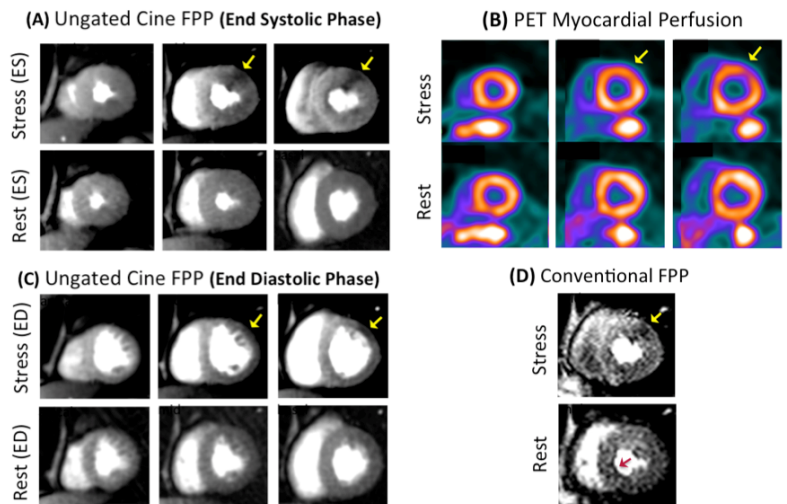 (A) Ungated Cine FPP (End Systolic Phase)
Stress (ES)
Rest (ES)
(B) PET Myocardial Perfusion
Stress
Rest
(C) Ungated Cine FPP (End Diastolic Phase)
Stress (ED)
Rest (ED)
(D) Conventional FPP
Stress
Rest